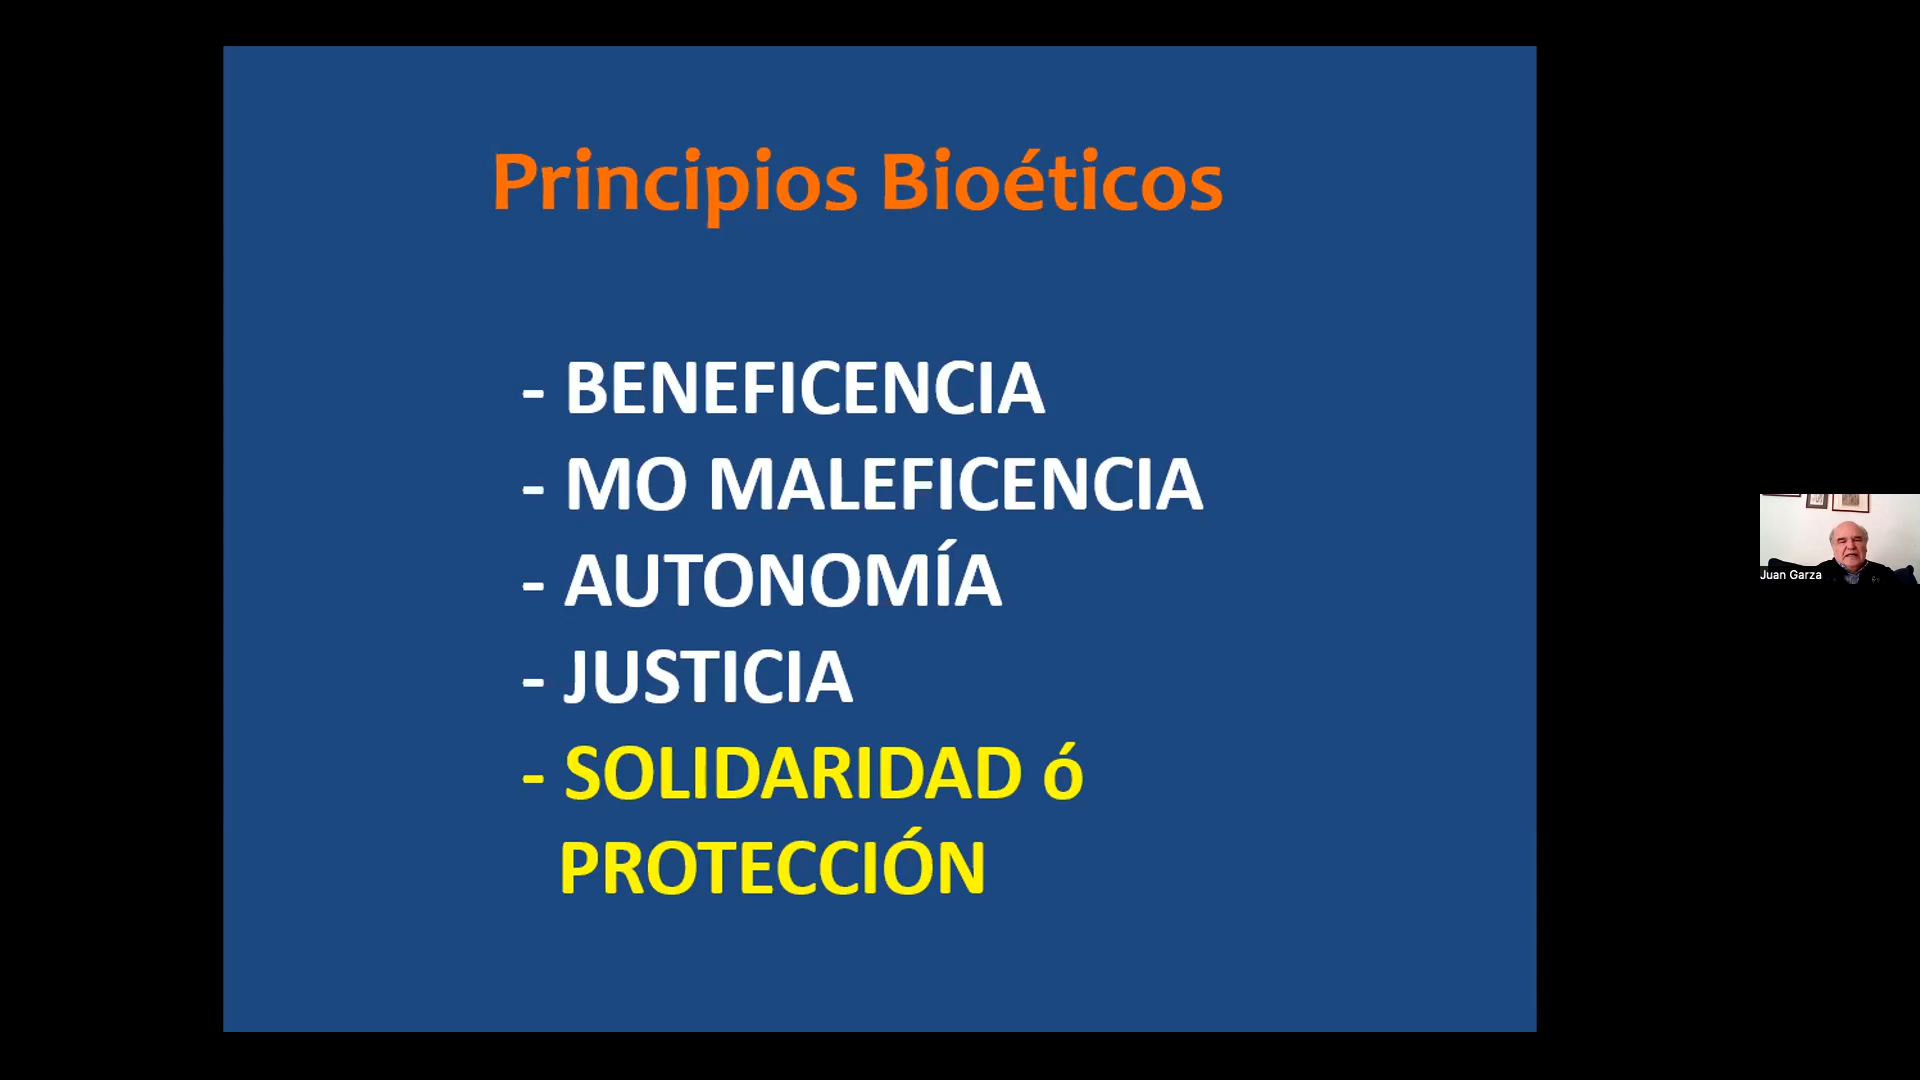 Principios Bioéticos
- BENEFICENCIA
- MO MALEFICENCIA
- AUTONOMÍA
- JUSTICIA
- SOLIDARIDAD ó
PROTECCIÓN
Juan Garza